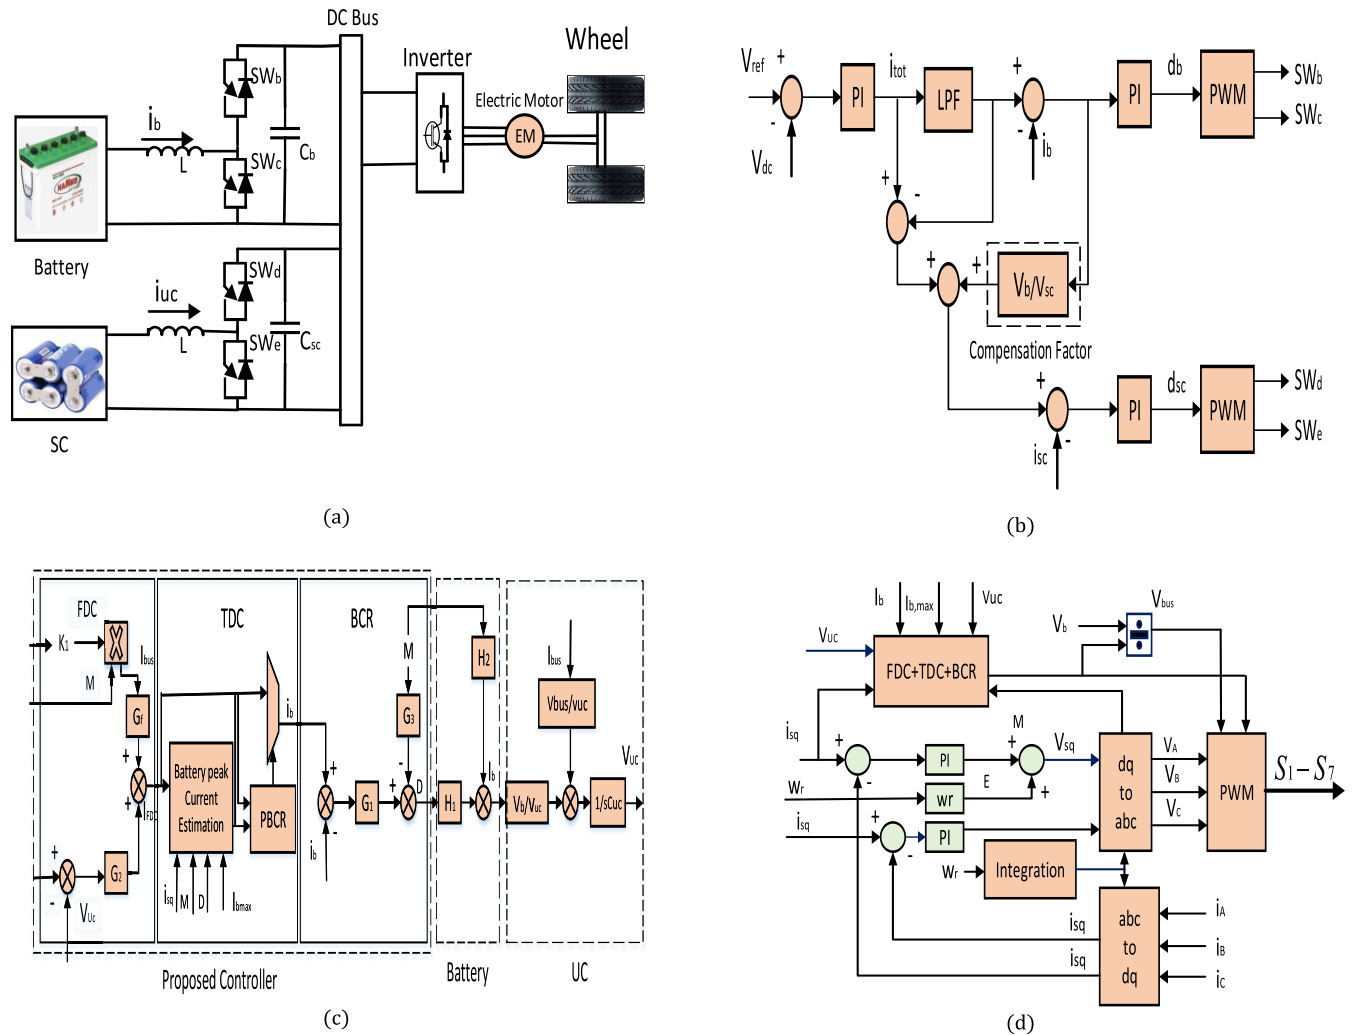 DC Bus
Wheel
Inverter
SWb
Electric Motor
ib
EM
L
SWc
Cb
Battery
SWd
iuc
L
SWe
Csc
SC
(a)
Vref
+
-
Vdc
PI
itot
LPF
+
-
ib
PI
db
PWM
SWb
SWc
+
-
+
+
Vb/Vsc
Compensation Factor
+
-
isc
PI
dsc
PWM
SWd
SWe
(b)
FDC
TDC
BCR
K1
X
M
Ibus
Gf
+
+
IFDC
+
-
VUc
G2
Battery peak
Current
Estimation
PBCR
isq
M
D
Ibmax
ib
+
-
ib
G1
M
G3
-
+
D
H1
H2
Ib
Ibus
Vbus/vuc
Vb/Vuc
1/sCuc
VUc
Proposed Controller
Battery
UC
(c)
Ib
Ib,max
Vuc
VUC
FDC+TDC+BCR
Vb
Vbus
isq
+
-
PI
M
+
Vsq
wr
wr
E
+
isq
+
-
PI
wr
Integration
dq
to
abc
VA
VB
VC
PWM
S1-S7
abc
to
dq
isq
isq
iA
iB
iC
(d)